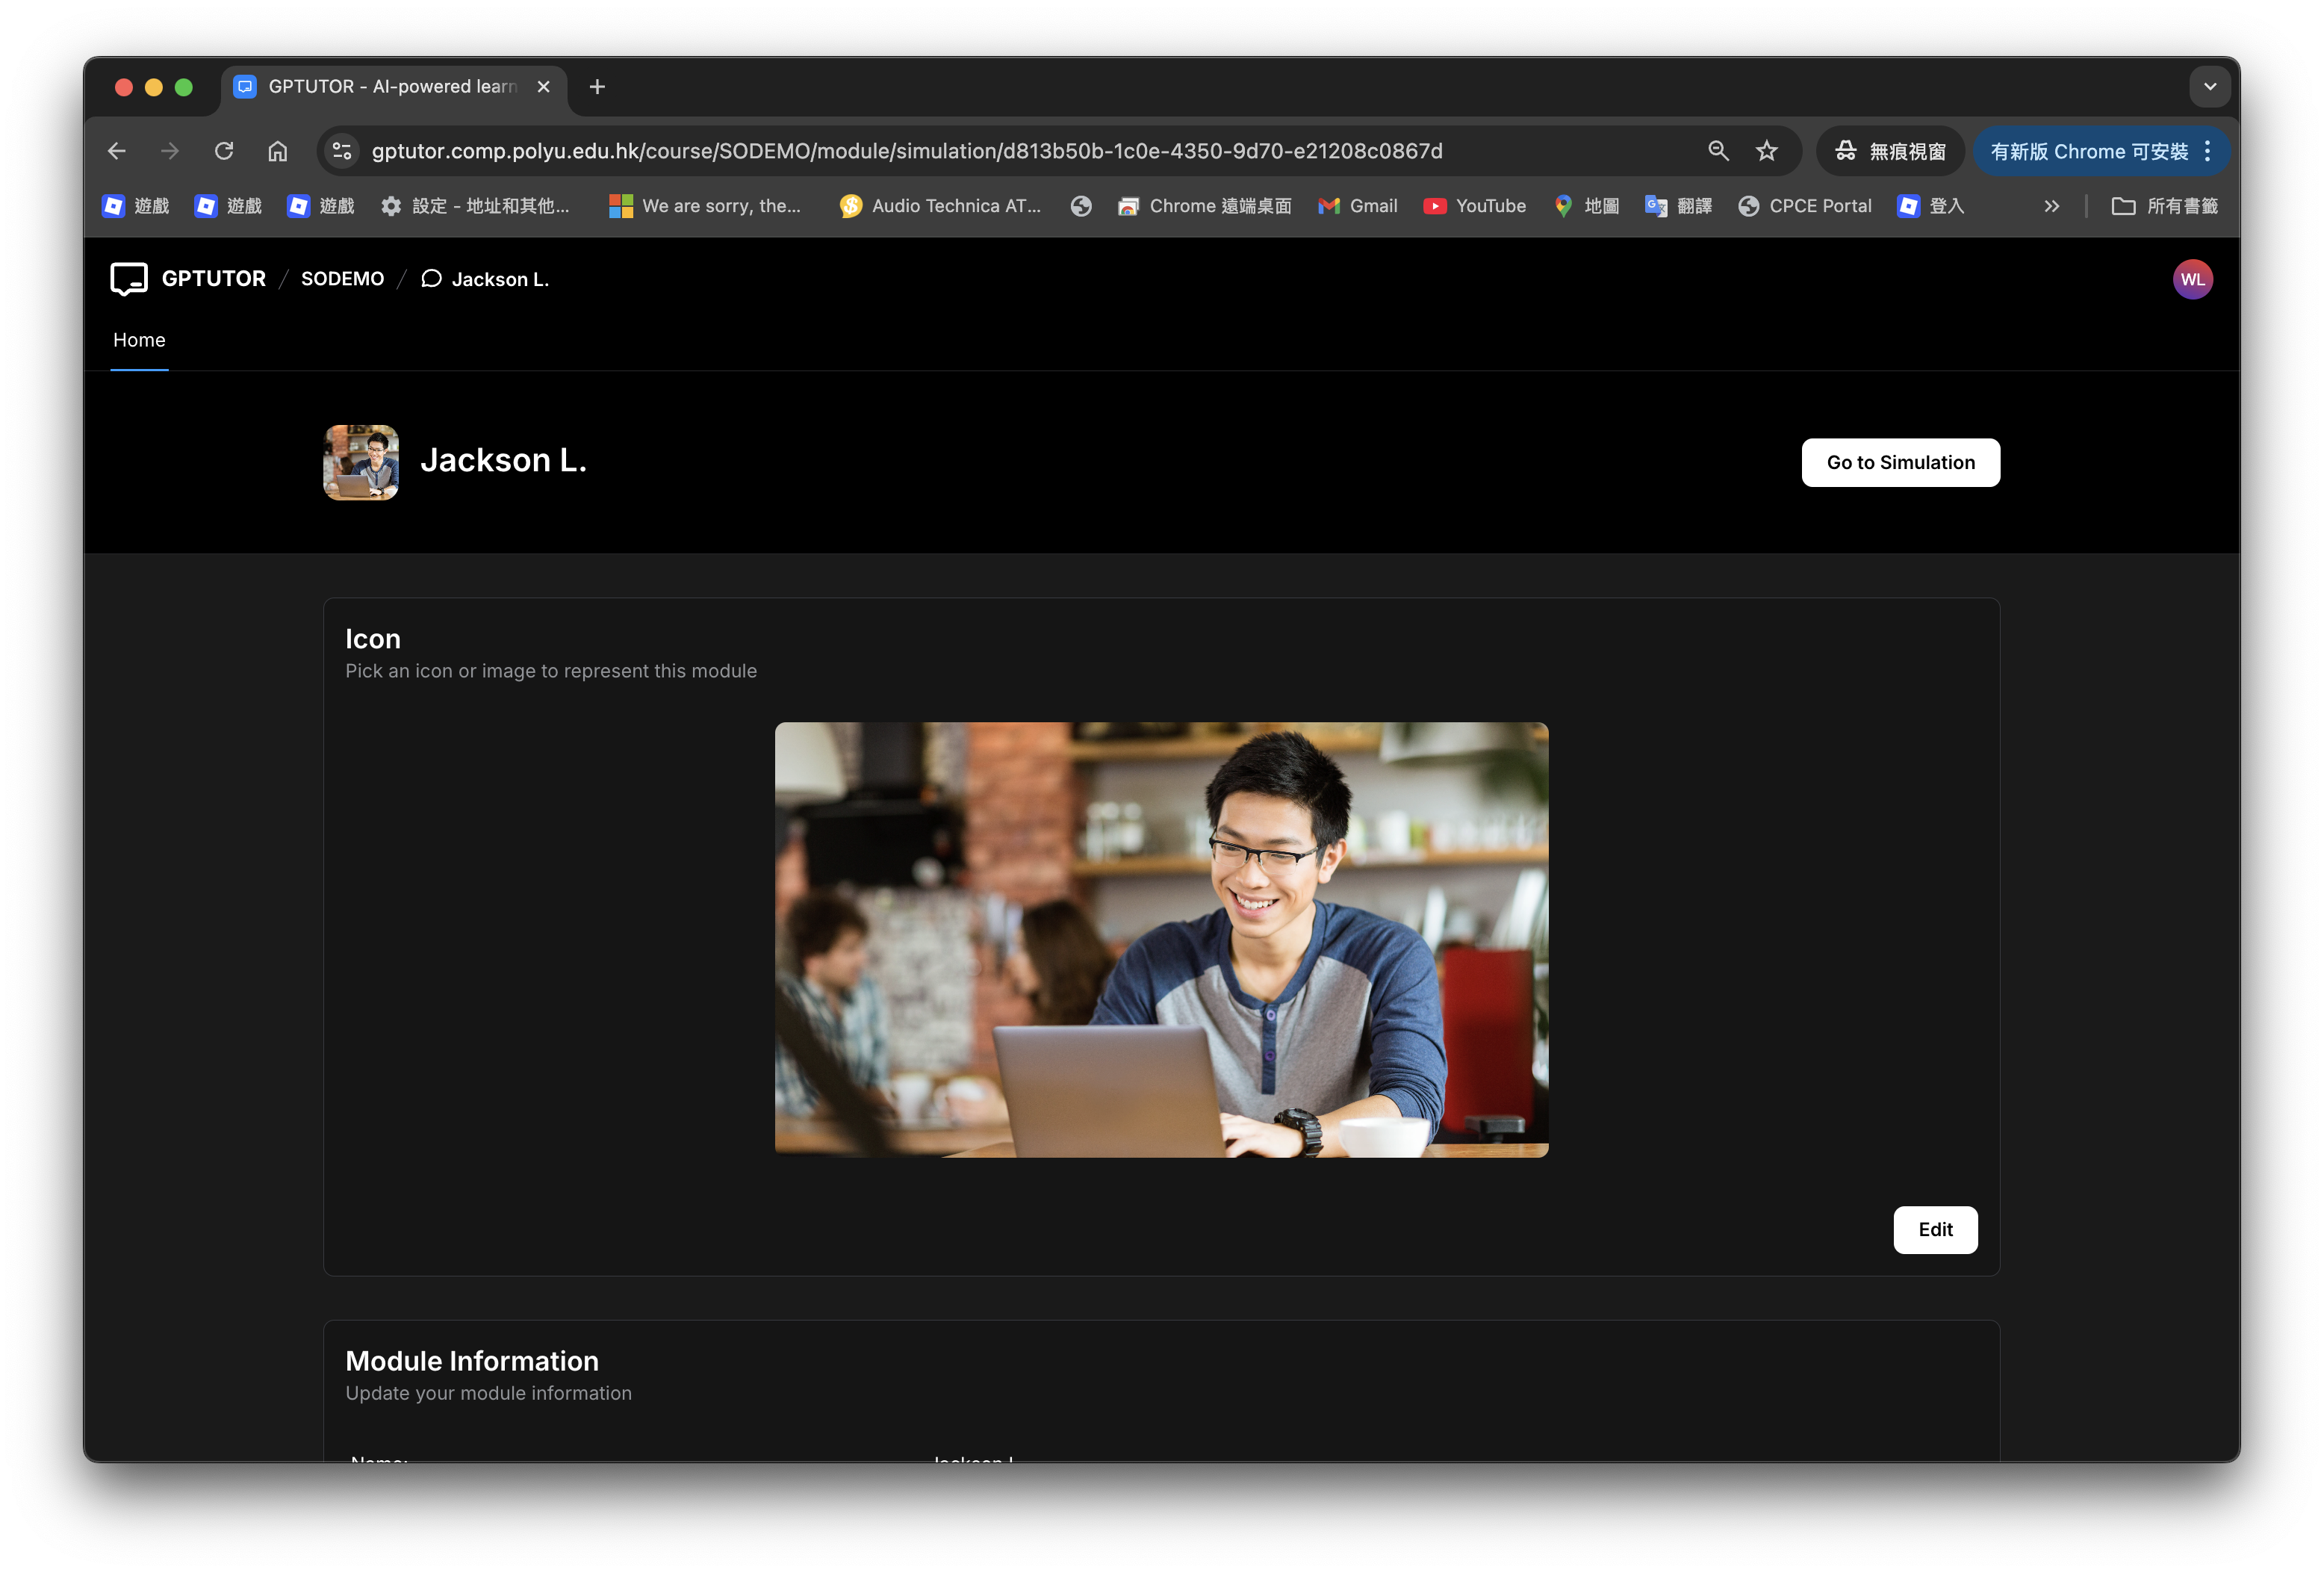 GPTUTOR - AI-powered learn
gptutor.comp.polyu.edu.hk/course/SODEMO/module/simulation/d813b50b-1c0e-4350-9d70-e21208c0867d
無痕視窗
有新版 Chrome 可安裝
遊戲 遊戲 遊戲 設定 - 地址和其他... We are sorry, the... Audio Technica AT... Chrome 遠端桌面 Gmail YouTube 地圖 翻譯 CPCE Portal 登入 所有書籤
GPTUTOR / SODEMO / Jackson L.
WL
Home
Jackson L.
Go to Simulation
Icon
Pick an icon or image to represent this module
Edit
Module Information
Update your module information
Name:
Jackson L.